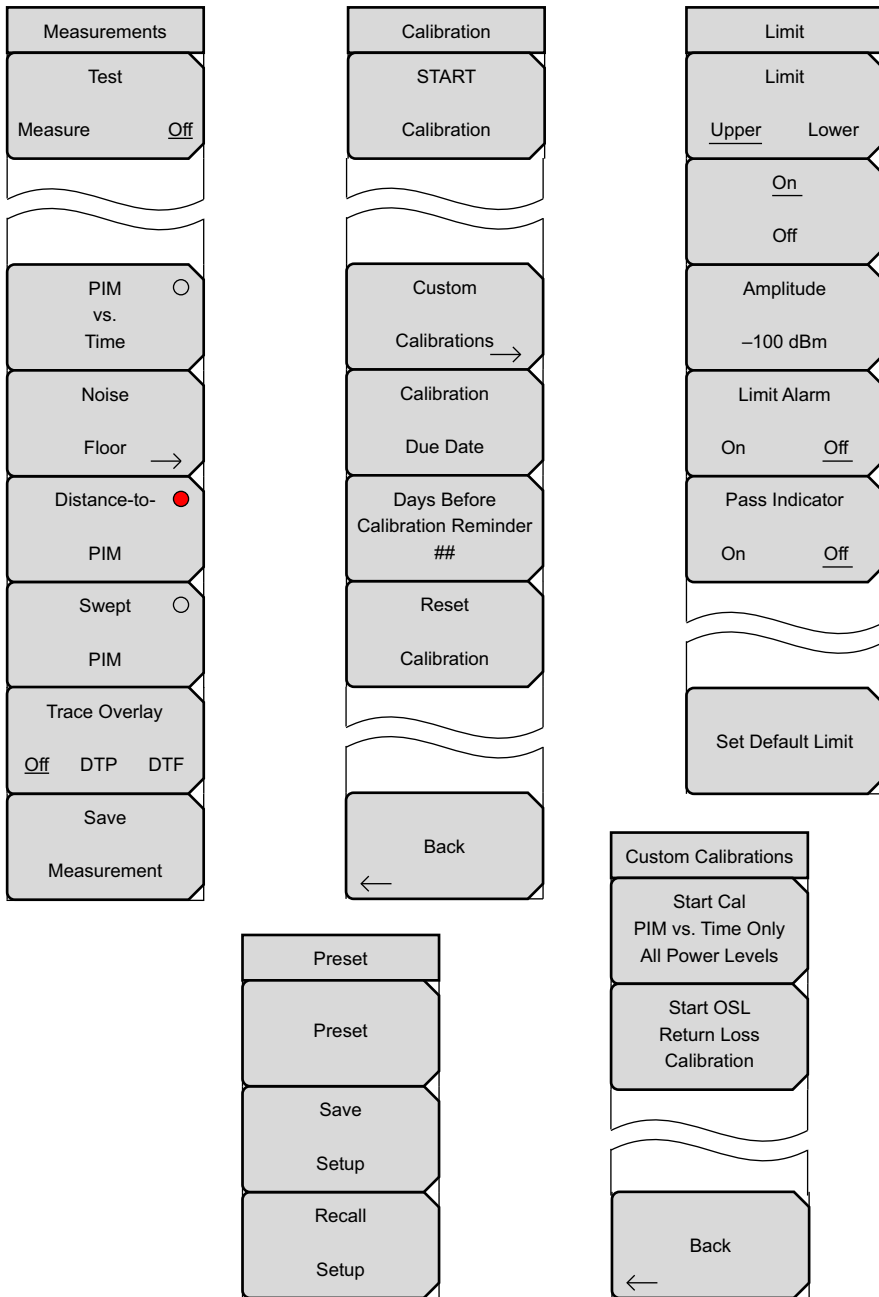 Measurements
Test
Measure Off
PIM
vs.
Time
Noise
Floor
Distance-to-
PIM
Swept
PIM
Trace Overlay
Off DTP DTF
Save
Measurement
Calibration
START
Calibration
Custom
Calibrations
Calibration
Due Date
Days Before
Calibration Reminder
##
Reset
Calibration
Back
Limit
Limit
Upper Lower
On
Off
Amplitude
–100 dBm
Limit Alarm
On Off
Pass Indicator
On Off
Set Default Limit
Preset
Preset
Save
Setup
Recall
Setup
Custom Calibrations
Start Cal
PIM vs. Time Only
All Power Levels
Start OSL
Return Loss
Calibration
Back